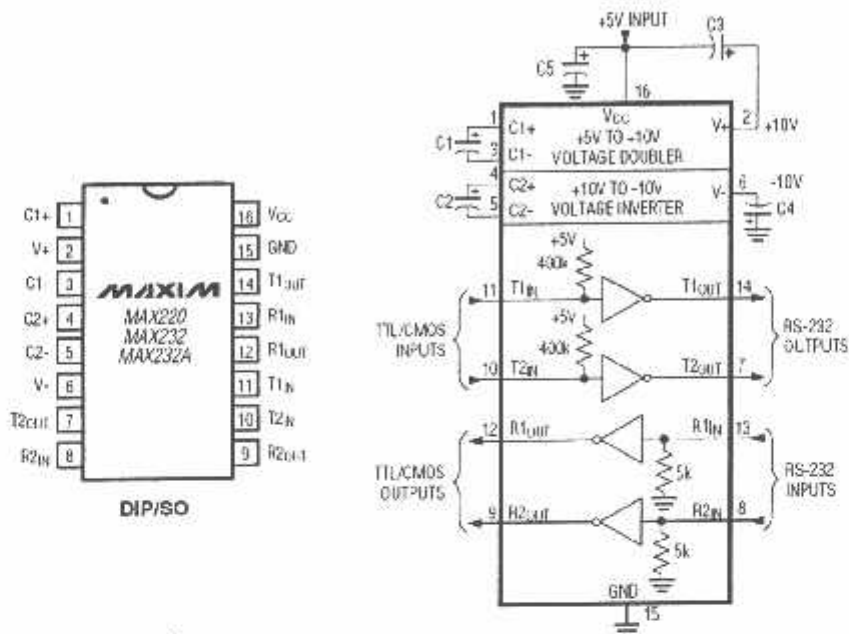 C1+ 1
V+ 2
C1 3
C2+ 4
C2- 5
V- 6
T2OUT 7
R2IN 8
16 VCC
15 GND
14 T1OUT
13 R1IN
12 R1OUT
11 T1IN
10 T2IN
9
MAXIM
MAX220
MAX232
MAX232A
DIP/SO
+5V INPUT
C3
C5
16
VCC
1 C1+
C1
3 C1-
+5V TO +10V
VOLTAGE DOUBLER
V+ 2 +10V
4 C2+
C2
5 C2-
+10V TO -10V
VOLTAGE INVERTER
V- 6 -10V
C4
+5V
400k
11 T1IN
T1OUT 14
+5V
400k
TTL/CMOS
INPUTS
RS-232
OUTPUTS
10 T2IN
T2OUT 7
12 R1OUT
R1IN 13
5k
TTL/CMOS
OUTPUTS
RS-232
INPUTS
9 R2OUT
R2IN 8
5k
GND
15